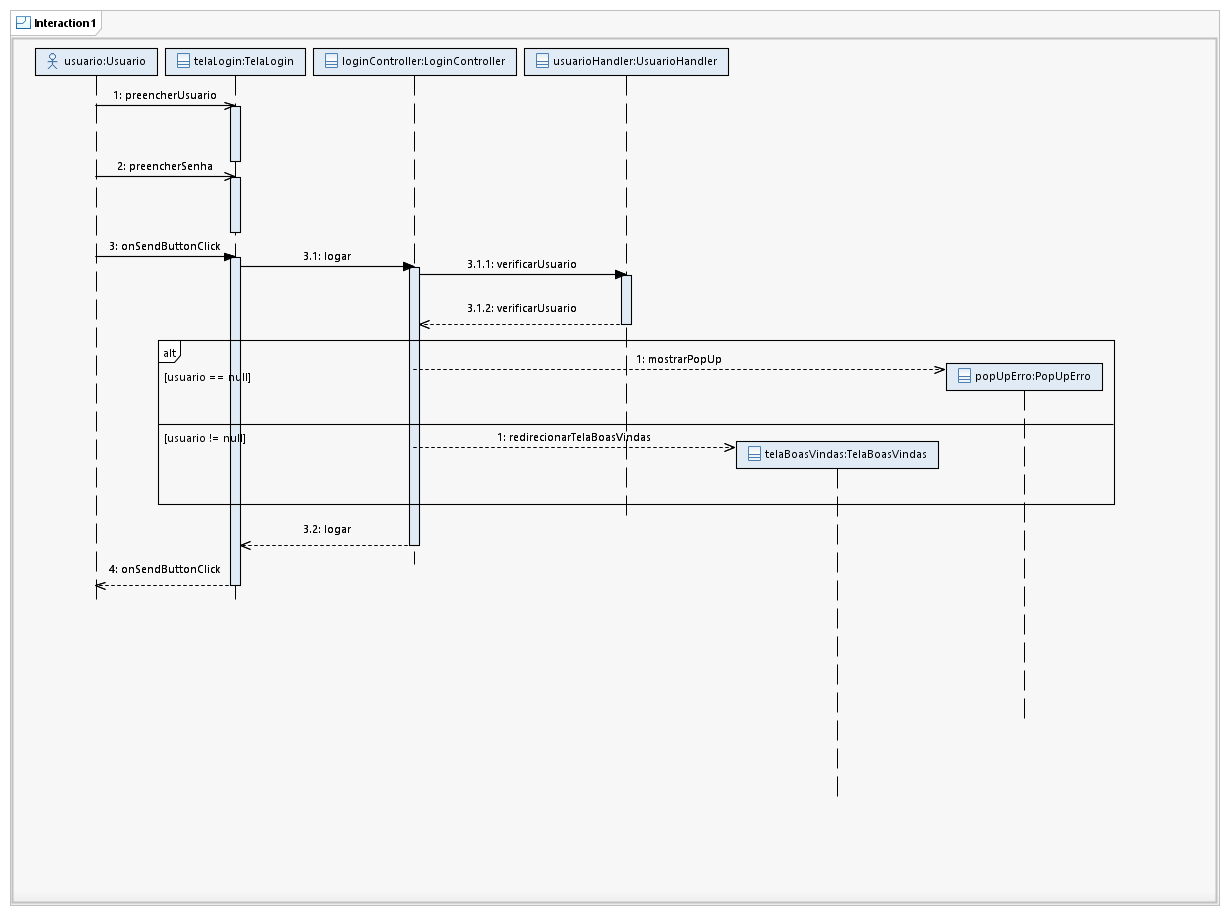 Interaction1
usuario:Usuario
telaLogin:TelaLogin
loginController:LoginController
usuarioHandler:UsuarioHandler
1: preencherUsuario
2: preencherSenha
3: onSendButtonClick
3.1: logar
3.1.1: verificarUsuario
3.1.2: verificarUsuario
alt
1: mostrarPopUp
[usuario == null]
popUpErro:PopUpErro
[usuario != null]
1: redirecionarTelaBoasVindas
telaBoasVindas:TelaBoasVindas
3.2: logar
4: onSendButtonClick